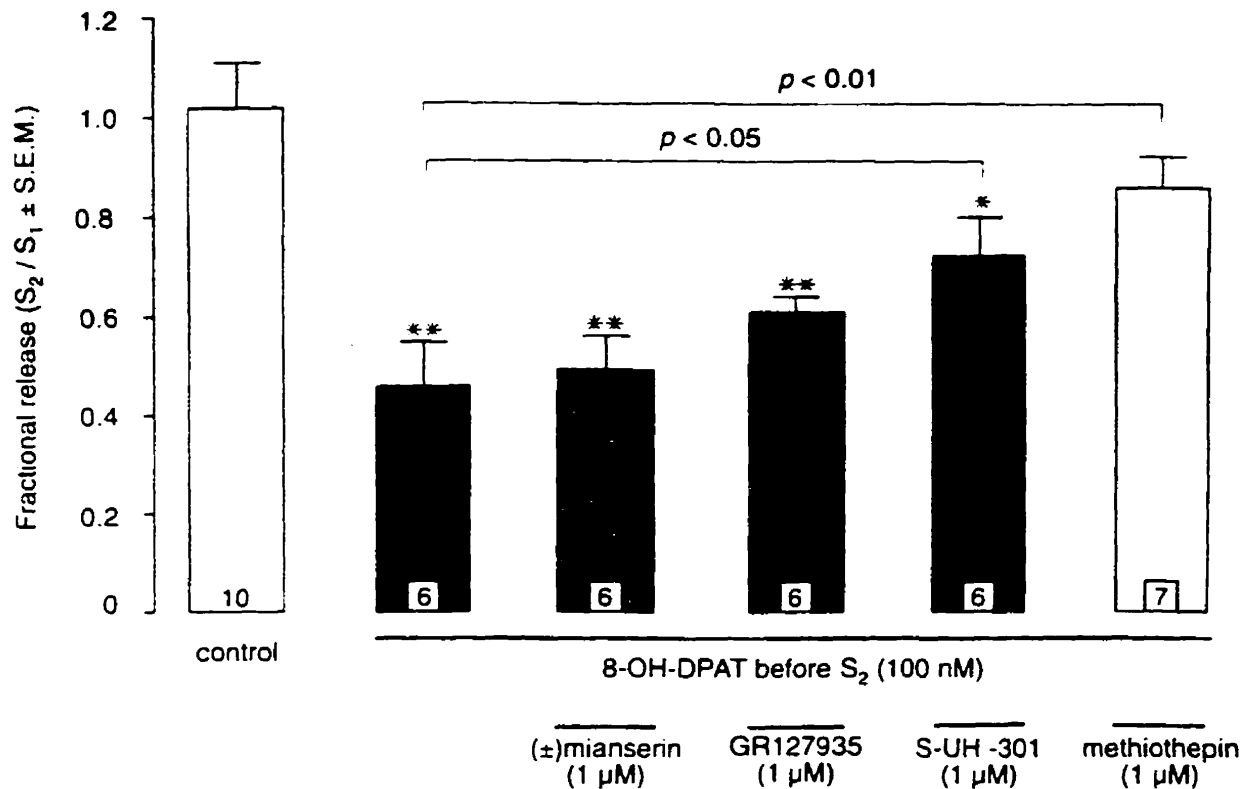 Fractional release (S₂ / S₁ ± S.E.M.)
1.2
1.0
0.8
0.6
0.4
0.2
0
p < 0.01
p < 0.05
**
**
**
*
10
6
6
6
6
7
control
8-OH-DPAT before S₂ (100 nM)
(±)mianserin GR127935 S-UH -301 methiothepin
(1 µM) (1 µM) (1 µM) (1 µM)